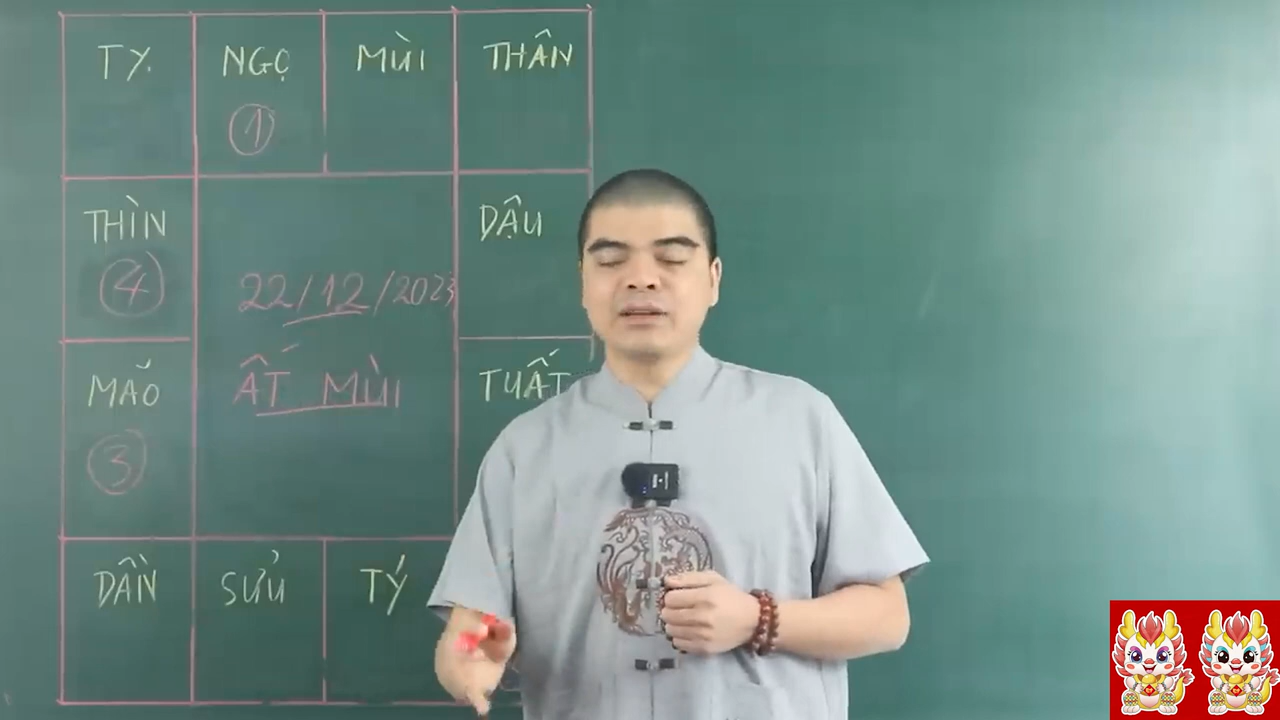 TỴ
NGỌ
MÙI
THÂN
①
THÌN
DẬU
④
22/12/2023
ẤT MÙI
MÃO
TUẤT
③
DẦN
SỬU
TÝ